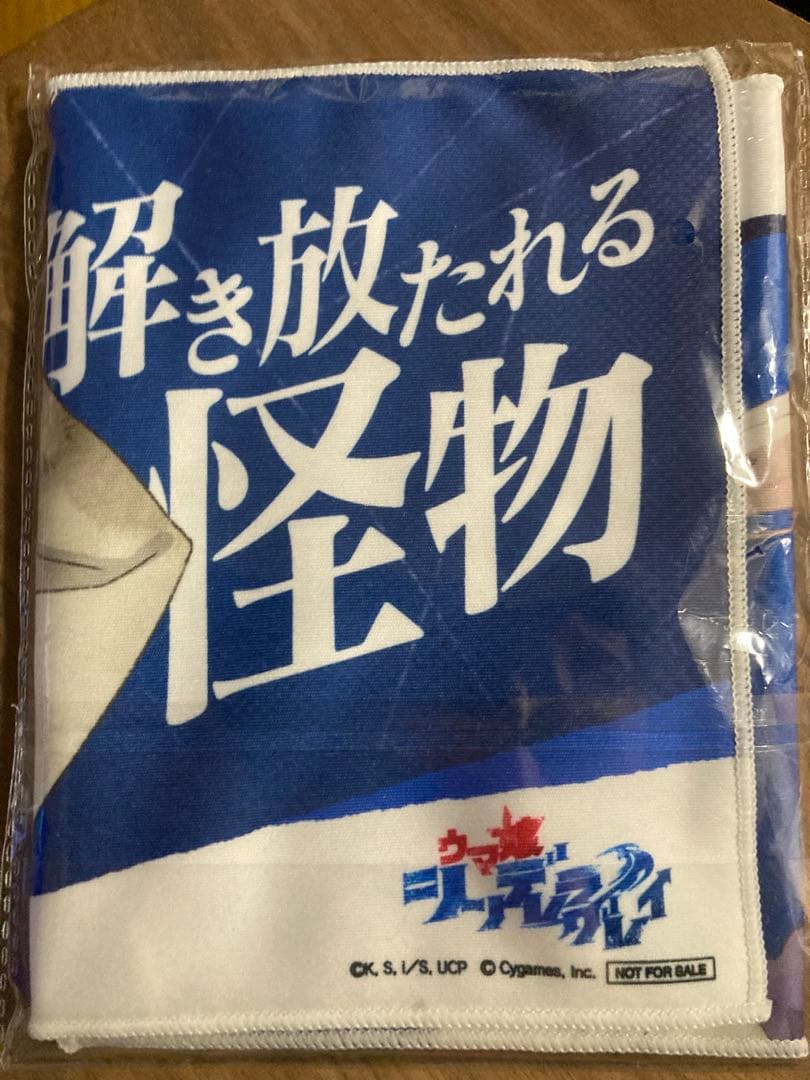 解き放たれる
怪物
ウマ娘
シンデレラグレイ
©K, S, i／S, UCP © Cygames, Inc. NOT FOR SALE